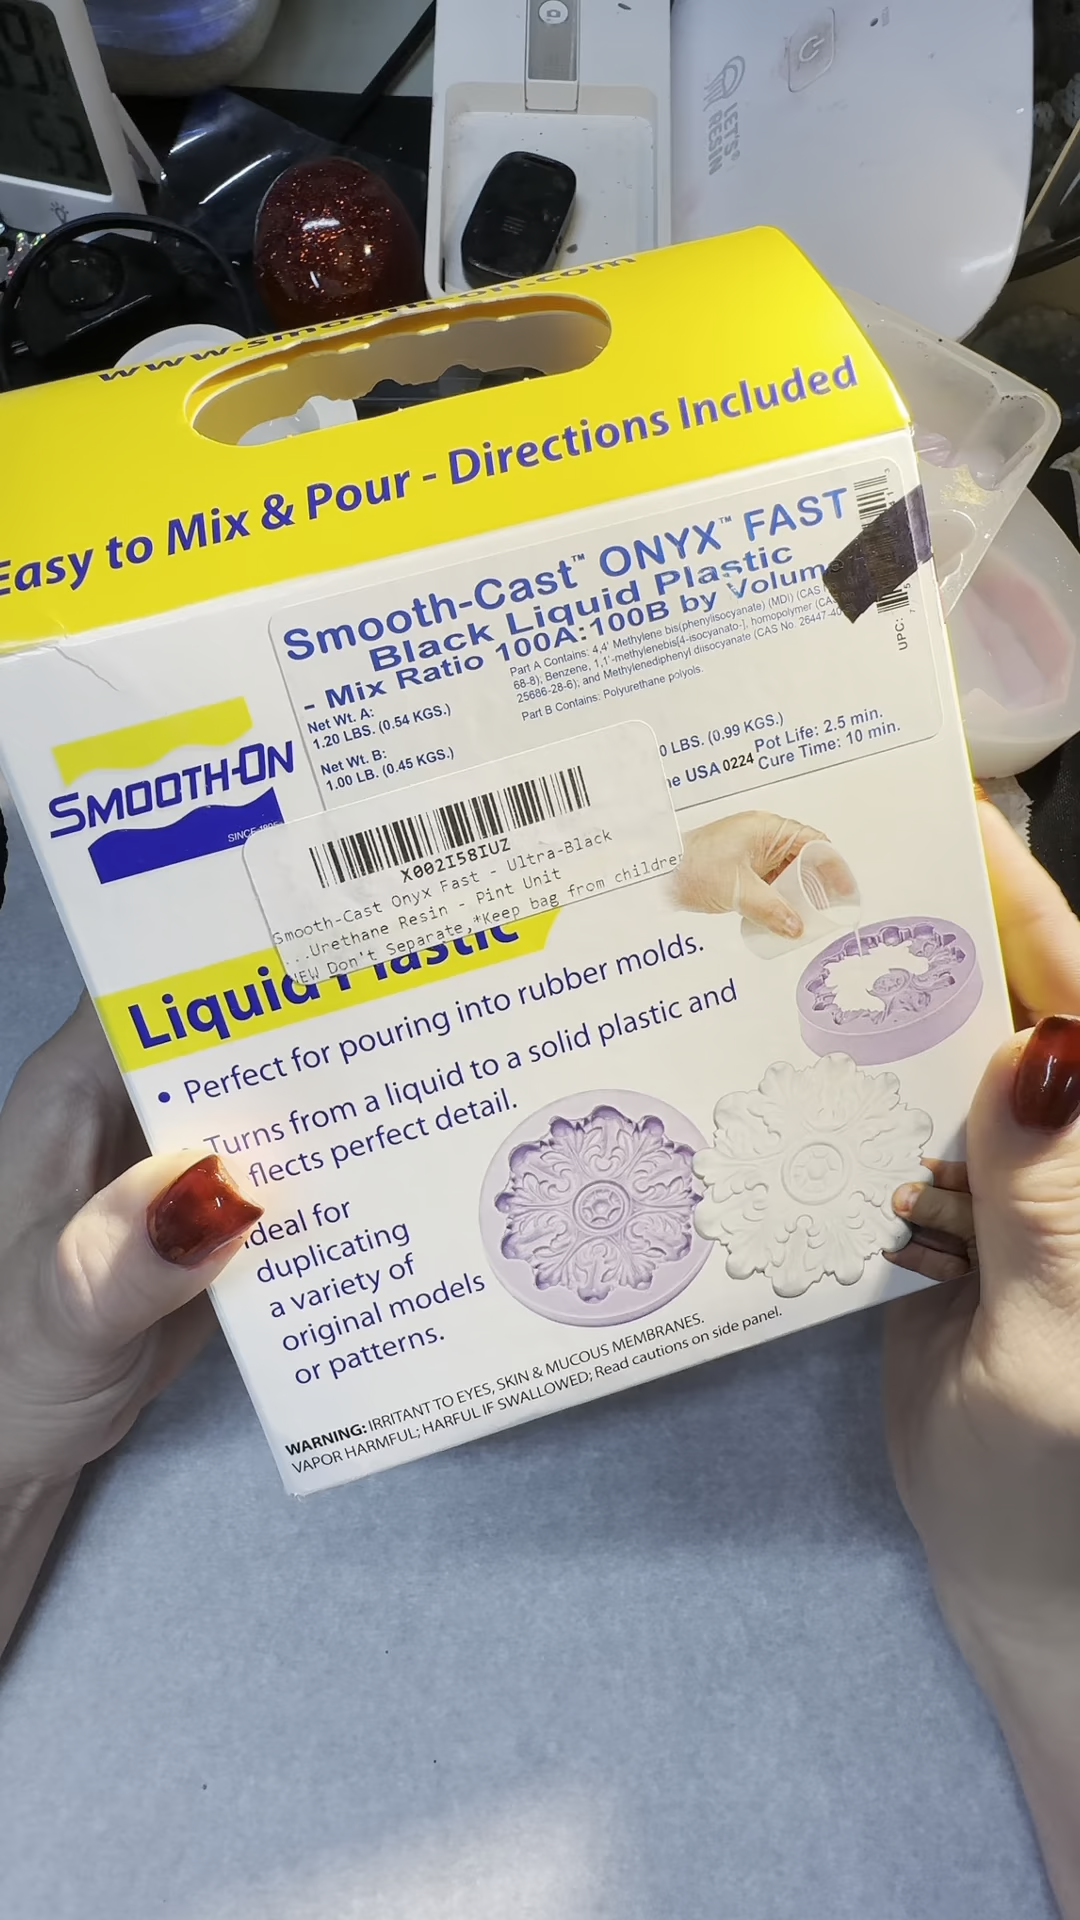 LET'S
RESIN
www.smooth-on.com
Easy to Mix & Pour - Directions Included
Smooth-Cast™ ONYX™ FAST
Black Liquid Plastic
- Mix Ratio 100A:100B by Volume
Part A Contains: 4,4' Methylene bis(phenylisocyanate) (MDI) (CAS
68-8); Benzene, 1,1'-methylenebis[4-isocyanato-], homopolymer (CAS
25686-28-6); and Methylenediphenyl diisocyanate (CAS No. 26447-40
Part B Contains: Polyurethane polyols.
Net Wt. A:
1.20 LBS. (0.54 KGS.)
Net Wt. B:
1.00 LB. (0.45 KGS.)
0 LBS. (0.99 KGS.)
he USA 0224
Pot Life: 2.5 min.
Cure Time: 10 min.
UPC:
SMOOTH-ON
SINCE 1895
X002I58IUZ
Smooth-Cast Onyx Fast - Ultra-Black
...Urethane Resin - Pint Unit
NEW Don't Separate,*Keep bag from children
Liquid Plastic
• Perfect for pouring into rubber molds.
Turns from a liquid to a solid plastic and
flects perfect detail.
deal for
duplicating
a variety of
original models
or patterns.
WARNING: IRRITANT TO EYES, SKIN & MUCOUS MEMBRANES.
VAPOR HARMFUL; HARFUL IF SWALLOWED; Read cautions on side panel.